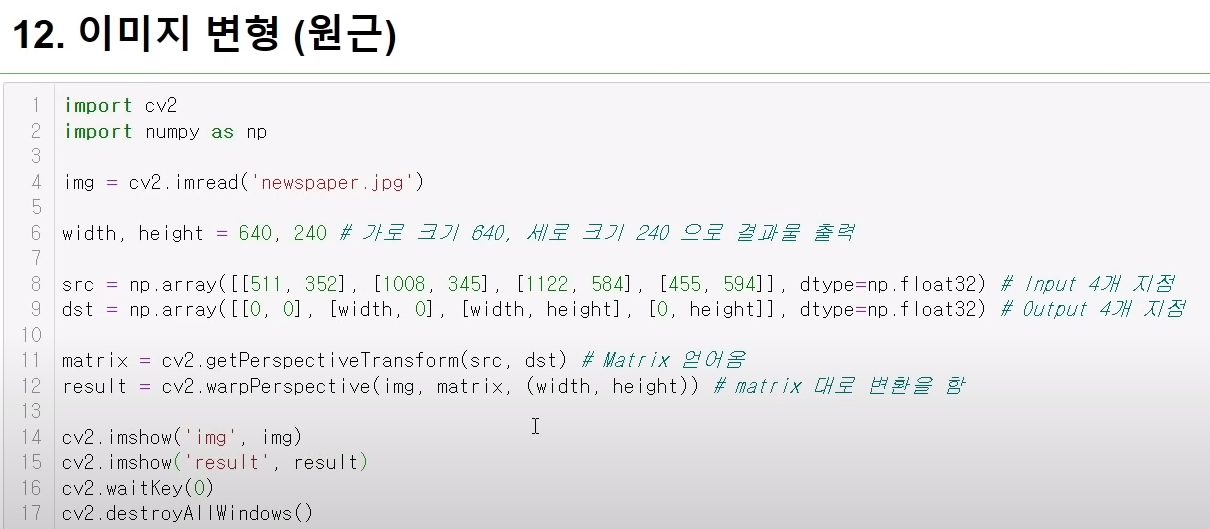 12. 이미지 변형 (원근)
1 import cv2
2 import numpy as np
3
4 img = cv2.imread('newspaper.jpg')
5
6 width, height = 640, 240 # 가로 크기 640, 세로 크기 240 으로 결과물 출력
7
8 src = np.array([[511, 352], [1008, 345], [1122, 584], [455, 594]], dtype=np.float32) # Input 4개 지점
9 dst = np.array([[0, 0], [width, 0], [width, height], [0, height]], dtype=np.float32) # Output 4개 지점
10
11 matrix = cv2.getPerspectiveTransform(src, dst) # Matrix 얻어옴
12 result = cv2.warpPerspective(img, matrix, (width, height)) # matrix 대로 변환을 함
13
14 cv2.imshow('img', img)
15 cv2.imshow('result', result)
16 cv2.waitKey(0)
17 cv2.destroyAllWindows()